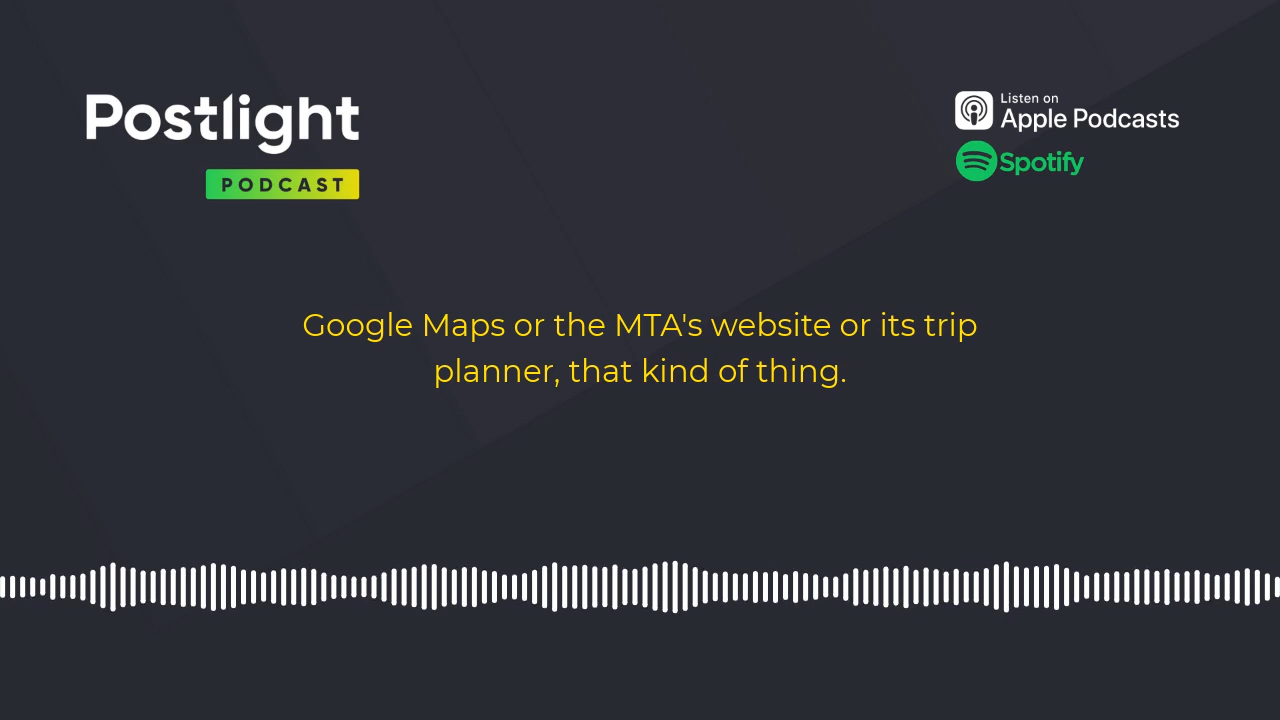 Postlight
PODCAST
Listen on
Apple Podcasts
Spotify
Google Maps or the MTA's website or its trip
planner, that kind of thing.